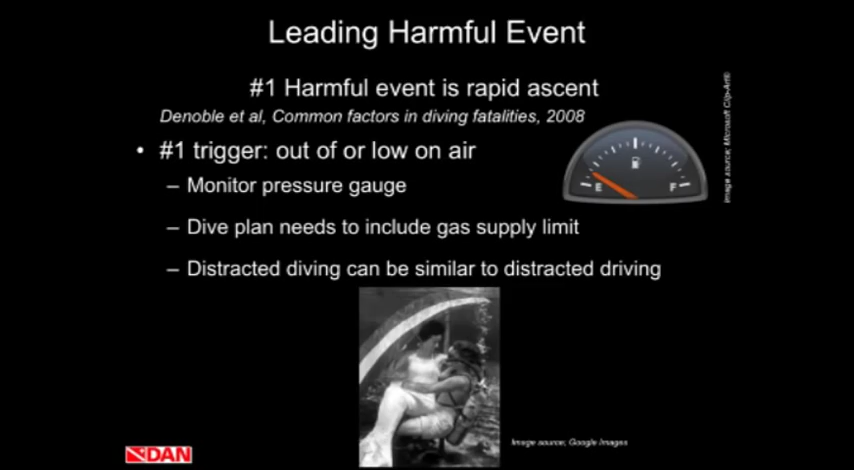 Leading Harmful Event
#1 Harmful event is rapid ascent
Denoble et al, Common factors in diving fatalities, 2008
• #1 trigger: out of or low on air
– Monitor pressure gauge
– Dive plan needs to include gas supply limit
– Distracted diving can be similar to distracted driving
E F
Image source: Microsoft Clip-Art®
Image source; Google Images
DAN